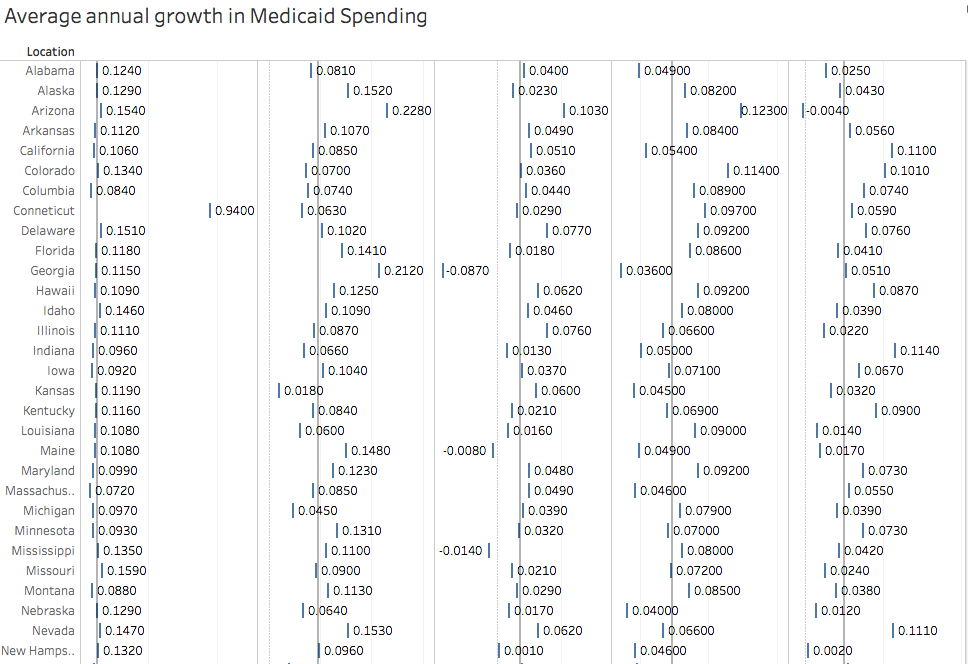 Average annual growth in Medicaid Spending
Location
Alabama 0.1240 0.0810 0.0400 0.04900 0.0250
Alaska 0.1290 0.1520 0.0230 0.08200 0.0430
Arizona 0.1540 0.2280 0.1030 0.12300 -0.0040
Arkansas 0.1120 0.1070 0.0490 0.08400 0.0560
California 0.1060 0.0850 0.0510 0.05400 0.1100
Colorado 0.1340 0.0700 0.0360 0.11400 0.1010
Columbia 0.0840 0.0740 0.0440 0.08900 0.0740
Conneticut 0.9400 0.0630 0.0290 0.09700 0.0590
Delaware 0.1510 0.1020 0.0770 0.09200 0.0760
Florida 0.1180 0.1410 0.0180 0.08600 0.0410
Georgia 0.1150 0.2120 -0.0870 0.03600 0.0510
Hawaii 0.1090 0.1250 0.0620 0.09200 0.0870
Idaho 0.1460 0.1090 0.0460 0.08000 0.0390
Illinois 0.1110 0.0870 0.0760 0.06600 0.0220
Indiana 0.0960 0.0660 0.0130 0.05000 0.1140
Iowa 0.0920 0.1040 0.0370 0.07100 0.0670
Kansas 0.1190 0.0180 0.0600 0.04500 0.0320
Kentucky 0.1160 0.0840 0.0210 0.06900 0.0900
Louisiana 0.1080 0.0600 0.0160 0.09000 0.0140
Maine 0.1080 0.1480 -0.0080 0.04900 0.0170
Maryland 0.0990 0.1230 0.0480 0.09200 0.0730
Massachus.. 0.0720 0.0850 0.0490 0.04600 0.0550
Michigan 0.0970 0.0450 0.0390 0.07900 0.0390
Minnesota 0.0930 0.1310 0.0320 0.07000 0.0730
Mississippi 0.1350 0.1100 -0.0140 0.08000 0.0420
Missouri 0.1590 0.0900 0.0210 0.07200 0.0240
Montana 0.0880 0.1130 0.0290 0.08500 0.0380
Nebraska 0.1290 0.0640 0.0170 0.04000 0.0120
Nevada 0.1470 0.1530 0.0620 0.06600 0.1110
New Hamps.. 0.1320 0.0960 0.0010 0.04600 0.0020